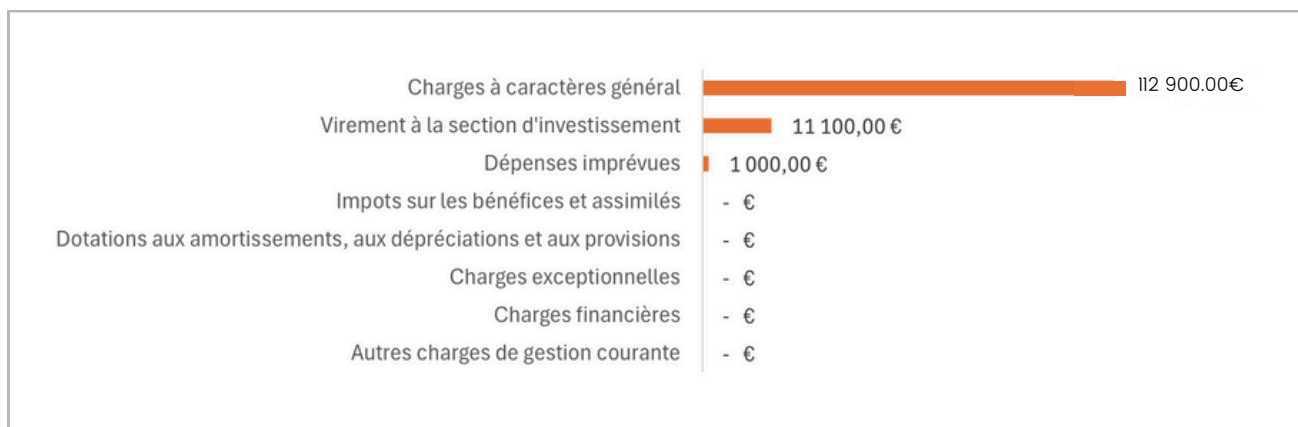 Charges à caractères général 112 900.00€
Virement à la section d'investissement 11 100,00 €
Dépenses imprévues 1 000,00 €
Impots sur les bénéfices et assimilés - €
Dotations aux amortissements, aux dépréciations et aux provisions - €
Charges exceptionnelles - €
Charges financières - €
Autres charges de gestion courante - €